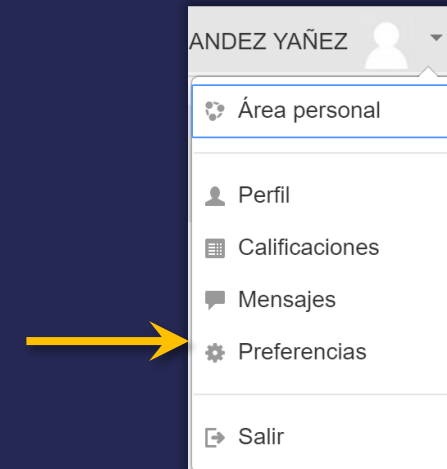 ANDEZ YAÑEZ
Área personal
Perfil
Calificaciones
Mensajes
Preferencias
Salir